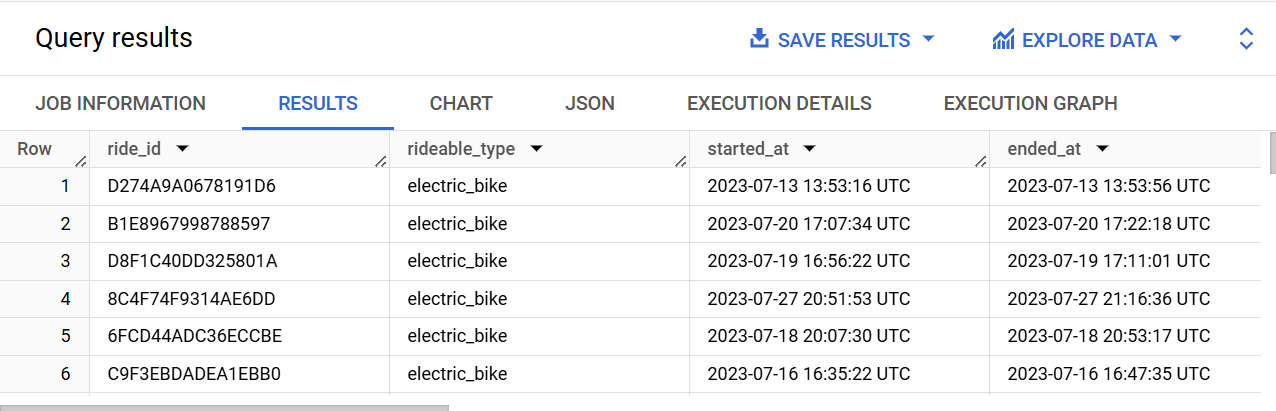 Query results SAVE RESULTS EXPLORE DATA
JOB INFORMATION RESULTS CHART JSON EXECUTION DETAILS EXECUTION GRAPH
Row ride_id rideable_type started_at ended_at
1 D274A9A0678191D6 electric_bike 2023-07-13 13:53:16 UTC 2023-07-13 13:53:56 UTC
2 B1E8967998788597 electric_bike 2023-07-20 17:07:34 UTC 2023-07-20 17:22:18 UTC
3 D8F1C40DD325801A electric_bike 2023-07-19 16:56:22 UTC 2023-07-19 17:11:01 UTC
4 8C4F74F9314AE6DD electric_bike 2023-07-27 20:51:53 UTC 2023-07-27 21:16:36 UTC
5 6FCD44ADC36ECCBE electric_bike 2023-07-18 20:07:30 UTC 2023-07-18 20:53:17 UTC
6 C9F3EBDADEA1EBB0 electric_bike 2023-07-16 16:35:22 UTC 2023-07-16 16:47:35 UTC